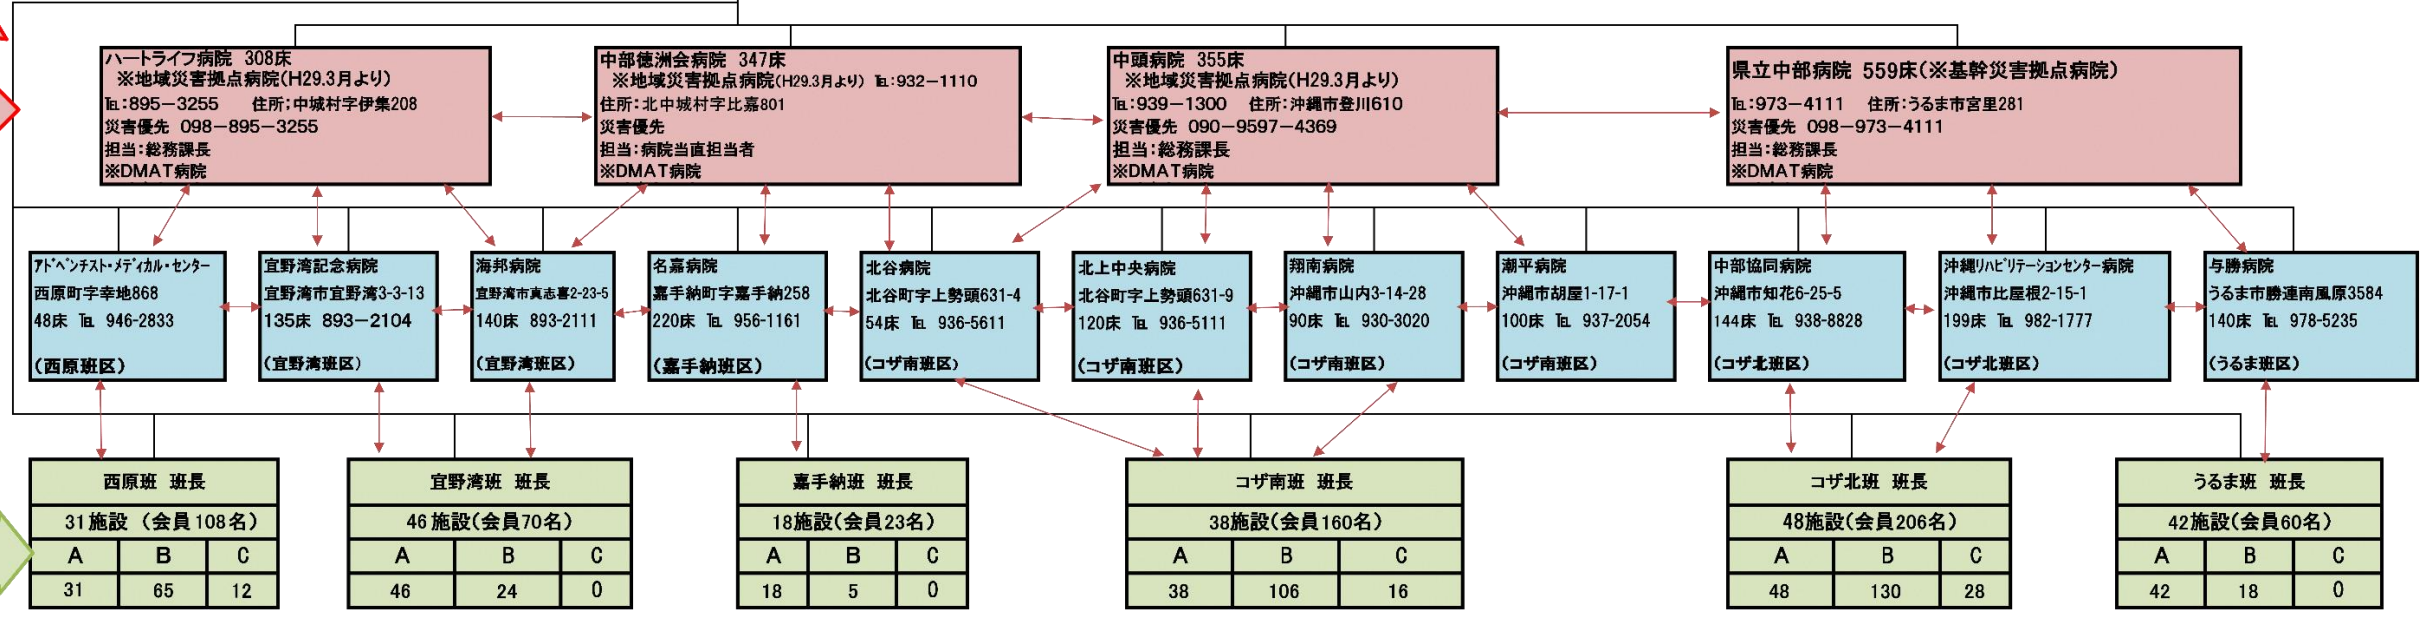 ハートライフ病院 308床
※地域災害拠点病院(H29.3月より)
℡:895-3255 住所:中城村字伊集208
災害優先 098-895-3255
担当:総務課長
※DMAT病院
中部徳洲会病院 347床
※地域災害拠点病院(H29.3月より) ℡:932-1110
住所:北中城村字比嘉801
災害優先
担当:病院当直担当者
※DMAT病院
中頭病院 355床
※地域災害拠点病院(H29.3月より)
℡:939-1300 住所:沖縄市登川610
災害優先 090-9597-4369
担当:総務課長
※DMAT病院
県立中部病院 559床(※基幹災害拠点病院)
℡:973-4111 住所:うるま市宮里281
災害優先 098-973-4111
担当:総務課長
※DMAT病院
アドベンチスト・メディカル・センター
西原町字幸地868
48床 ℡ 946-2833
(西原班区)
宜野湾記念病院
宜野湾市宜野湾3-3-13
135床 893-2104
(宜野湾班区)
海邦病院
宜野湾市真志喜2-23-5
140床 893-2111
(宜野湾班区)
名嘉病院
嘉手納町字嘉手納258
220床 ℡ 956-1161
(嘉手納班区)
北谷病院
北谷町字上勢頭631-4
54床 ℡ 936-5611
(コザ南班区)
北上中央病院
北谷町字上勢頭631-9
120床 ℡ 936-5111
(コザ南班区)
翔南病院
沖縄市山内3-14-28
90床 ℡ 930-3020
(コザ南班区)
潮平病院
沖縄市胡屋1-17-1
100床 ℡ 937-2054
(コザ南班区)
中部協同病院
沖縄市知花6-25-5
144床 ℡ 938-8828
(コザ北班区)
沖縄リハビリテーションセンター病院
沖縄市比屋根2-15-1
199床 ℡ 982-1777
(コザ北班区)
与勝病院
うるま市勝連南風原3584
140床 ℡ 978-5235
(うるま班区)
西原班 班長
31施設 (会員108名)
A B C
31 65 12
宜野湾班 班長
46施設(会員70名)
A B C
46 24 0
嘉手納班 班長
18施設(会員23名)
A B C
18 5 0
コザ南班 班長
38施設(会員160名)
A B C
38 106 16
コザ北班 班長
48施設(会員206名)
A B C
48 130 28
うるま班 班長
42施設(会員60名)
A B C
42 18 0